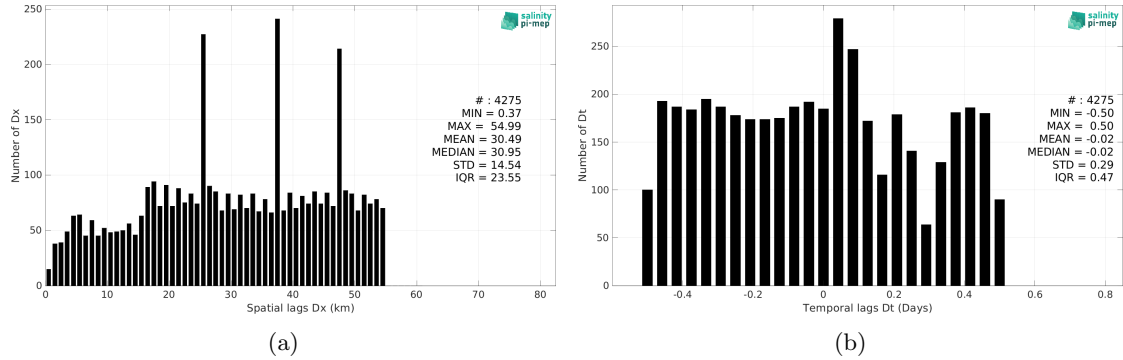 250
200
150
100
50
0
Number of Dx
0 10 20 30 40 50 60 70 80
Spatial lags Dx (km)
salinity
pi-mep
# : 4275
MIN = 0.37
MAX = 54.99
MEAN = 30.49
MEDIAN = 30.95
STD = 14.54
IQR = 23.55
(a)
250
200
150
100
50
0
Number of Dt
-0.4 -0.2 0 0.2 0.4 0.6 0.8
Temporal lags Dt (Days)
salinity
pi-mep
# : 4275
MIN = -0.50
MAX = 0.50
MEAN = -0.02
MEDIAN = -0.02
STD = 0.29
IQR = 0.47
(b)